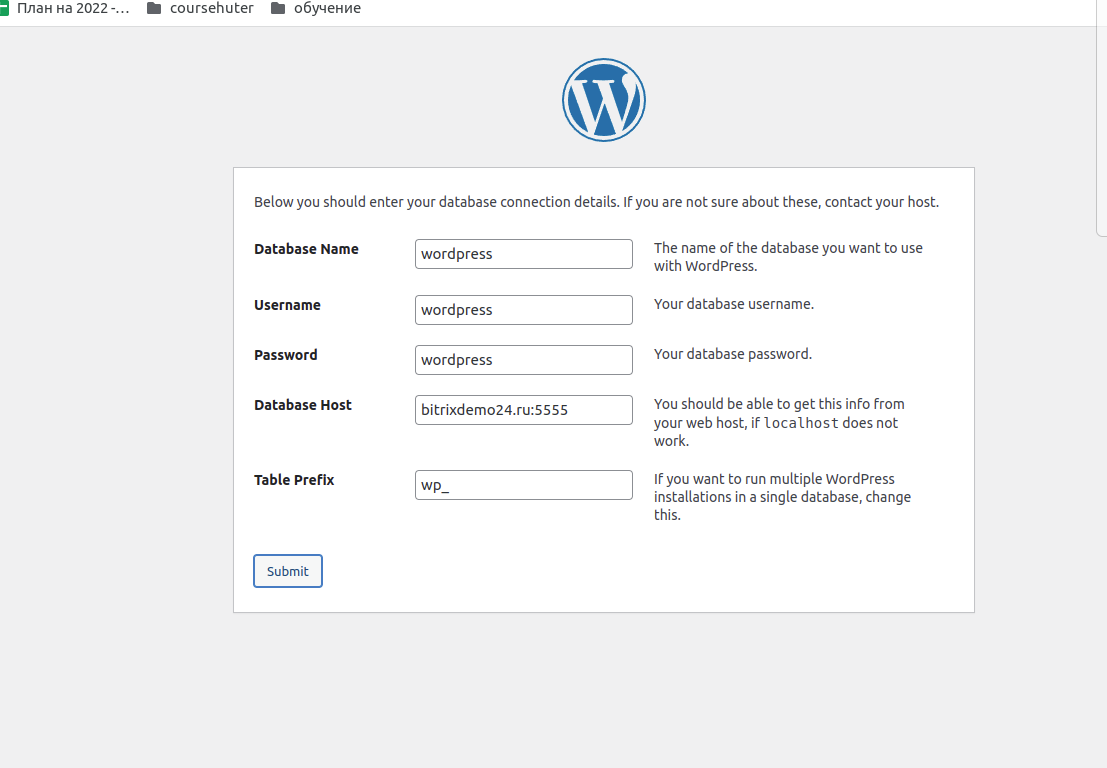 План на 2022 -... coursehuter обучение
Below you should enter your database connection details. If you are not sure about these, contact your host.
Database Name wordpress The name of the database you want to use
with WordPress.
Username wordpress Your database username.
Password wordpress Your database password.
Database Host bitrixdemo24.ru:5555 You should be able to get this info from
your web host, if localhost does not
work.
Table Prefix wp_ If you want to run multiple WordPress
installations in a single database, change
this.
Submit